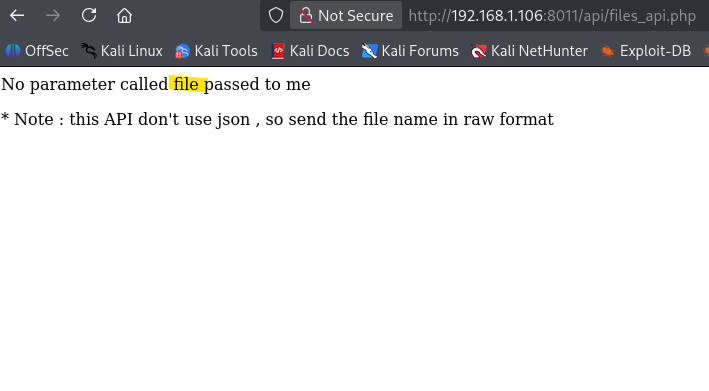 Not Secure http://192.168.1.106:8011/api/files_api.php
OffSec Kali Linux Kali Tools Kali Docs Kali Forums Kali NetHunter Exploit-DB
No parameter called file passed to me
* Note : this API don't use json , so send the file name in raw format